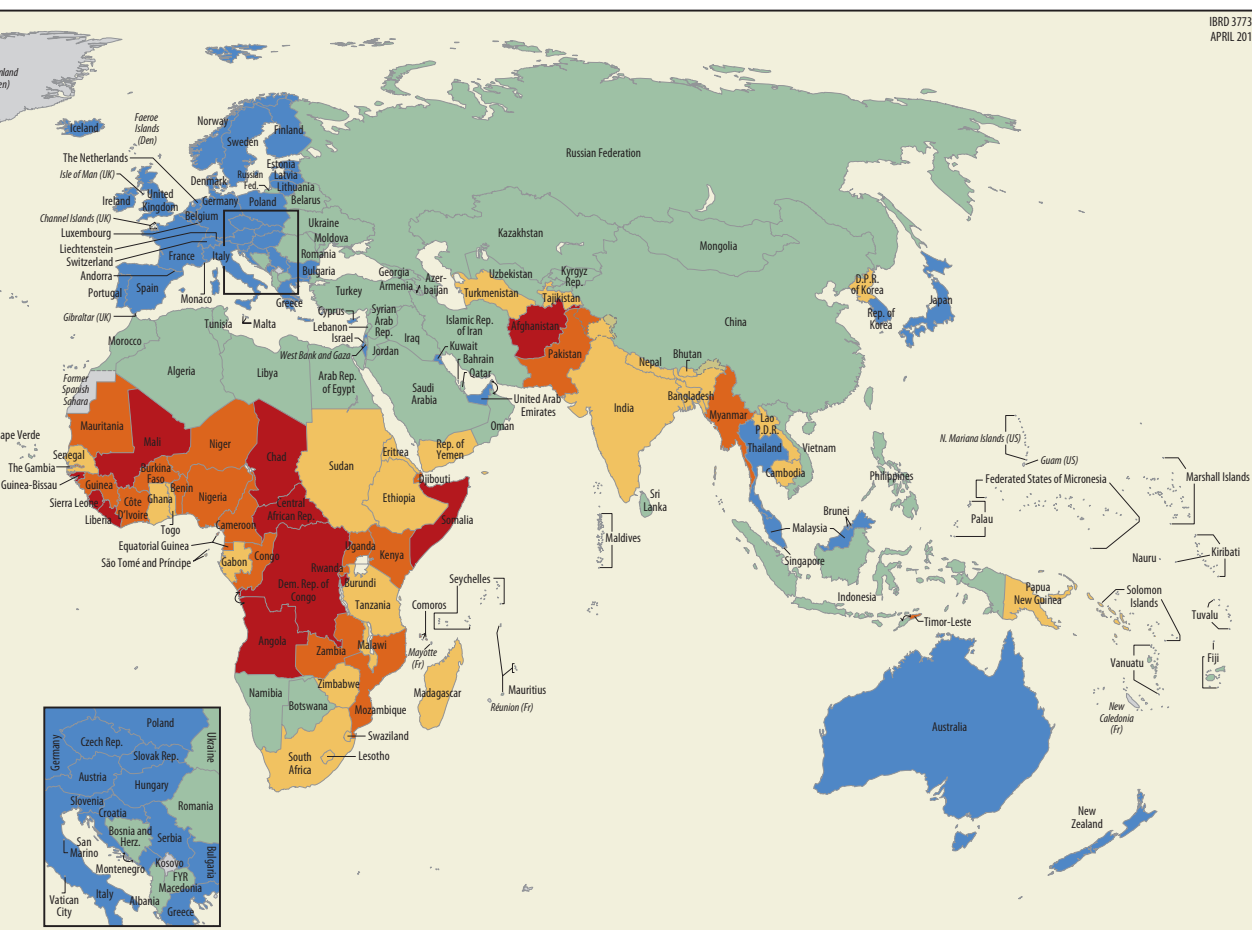 IBRD 3773
APRIL 201
nland
en)
Iceland
Faeroe
Islands
(Den)
Norway
Sweden
Finland
The Netherlands
Isle of Man (UK)
Denmark
Estonia
Russian
Fed.
Latvia
Lithuania
Ireland
United
Kingdom
Germany
Poland
Belarus
Channel Islands (UK)
Belgium
Luxembourg
Liechtenstein
Switzerland
Ukraine
Moldova
Romania
France
Italy
Andorra
Bulgaria
Portugal
Spain
Monaco
Greece
Gibraltar (UK)
Tunisia
Malta
Russian Federation
Kazakhstan
Mongolia
Georgia
Armenia
Azer-
baijan
Uzbekistan
Kyrgyz
Rep.
Turkmenistan
Tajikistan
Turkey
D.P.R.
of Korea
Rep. of
Korea
Japan
China
Cyprus
Lebanon
Israel
West Bank and Gaza
Syrian
Arab
Rep.
Jordan
Iraq
Islamic Rep.
of Iran
Afghanistan
Pakistan
Kuwait
Bahrain
Qatar
Nepal
Bhutan
Morocco
Algeria
Libya
Arab Rep.
of Egypt
Saudi
Arabia
United Arab
Emirates
Oman
India
Bangladesh
Myanmar
Lao
P.D.R.
Thailand
Vietnam
Cambodia
Former
Spanish
Sahara
Mauritania
Mali
Niger
Chad
Sudan
Eritrea
Rep. of
Yemen
ape Verde
Senegal
The Gambia
Guinea-Bissau
Guinea
Burkina
Faso
Benin
Nigeria
Ghana
Côte
D'Ivoire
Sierra Leone
Liberia
Togo
Cameroon
Central
African Rep.
Ethiopia
Djibouti
Somalia
Equatorial Guinea
São Tomé and Príncipe
Gabon
Congo
Uganda
Kenya
Rwanda
Dem. Rep. of
Congo
Burundi
Tanzania
Seychelles
Comoros
Mayotte
(Fr)
Angola
Zambia
Malawi
Zimbabwe
Mozambique
Madagascar
Mauritius
Réunion (Fr)
Namibia
Botswana
Swaziland
Lesotho
South
Africa
Sri
Lanka
Maldives
Philippines
Brunei
Malaysia
Singapore
Indonesia
Timor-Leste
Papua
New Guinea
N. Mariana Islands (US)
Guam (US)
Federated States of Micronesia
Marshall Islands
Palau
Nauru
Kiribati
Solomon
Islands
Tuvalu
Vanuatu
i
Fiji
New
Caledonia
(Fr)
Australia
New
Zealand
Poland
Germany
Czech Rep.
Ukraine
Slovak Rep.
Austria
Hungary
Slovenia
Croatia
Romania
Bosnia and
Herz.
Serbia
San
Marino
Montenegro
Kosovo
Bulgaria
FYR
Macedonia
Vatican
City
Italy
Albania
Greece